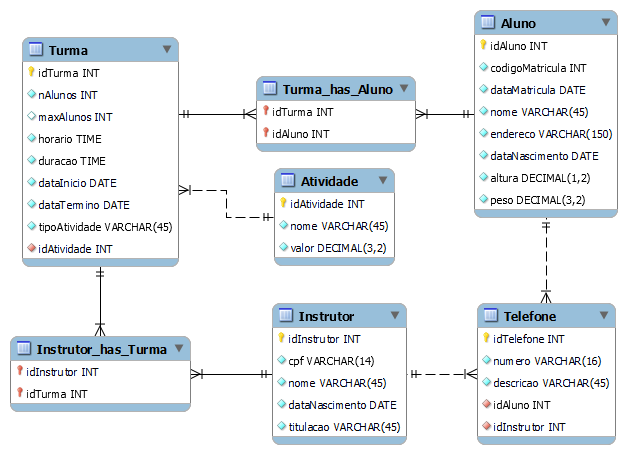 Turma
idTurma INT
nAlunos INT
maxAlunos INT
horario TIME
duracao TIME
dataInicio DATE
dataTermino DATE
tipoAtividade VARCHAR(45)
idAtividade INT
Turma_has_Aluno
idTurma INT
idAluno INT
Aluno
idAluno INT
codigoMatricula INT
dataMatricula DATE
nome VARCHAR(45)
endereco VARCHAR(150)
dataNascimento DATE
altura DECIMAL(1,2)
peso DECIMAL(3,2)
Atividade
idAtividade INT
nome VARCHAR(45)
valor DECIMAL(3,2)
Instrutor_has_Turma
idInstrutor INT
idTurma INT
Instrutor
idInstrutor INT
cpf VARCHAR(14)
nome VARCHAR(45)
dataNascimento DATE
titulacao VARCHAR(45)
Telefone
idTelefone INT
numero VARCHAR(16)
descricao VARCHAR(45)
idAluno INT
idInstrutor INT